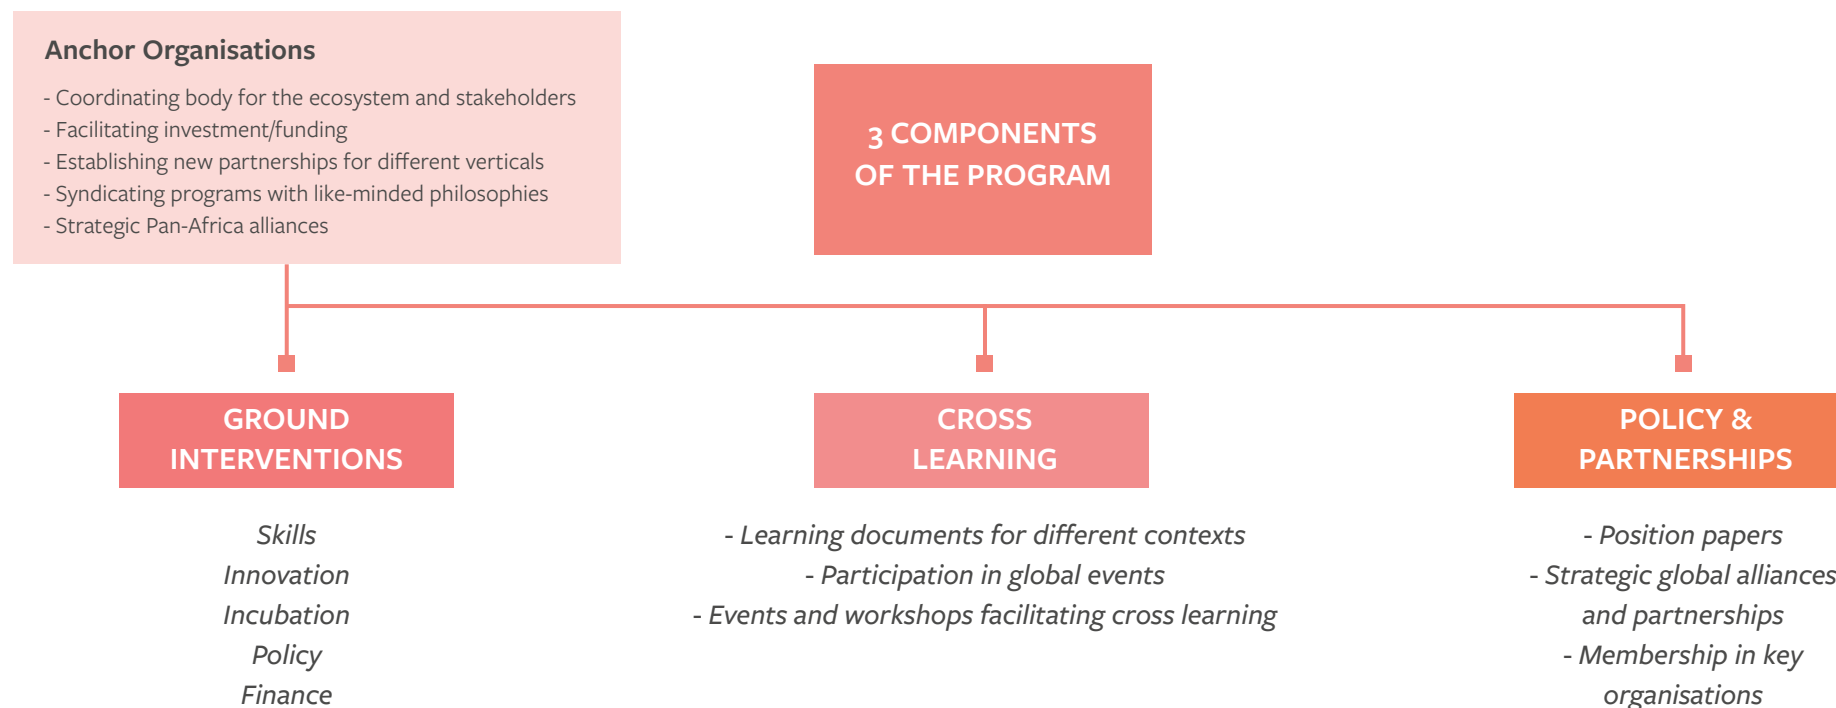 Anchor Organisations
- Coordinating body for the ecosystem and stakeholders
- Facilitating investment/funding
- Establishing new partnerships for different verticals
- Syndicating programs with like-minded philosophies
- Strategic Pan-Africa alliances
3 COMPONENTS
OF THE PROGRAM
GROUND
INTERVENTIONS
Skills
Innovation
Incubation
Policy
Finance
CROSS
LEARNING
- Learning documents for different contexts
- Participation in global events
- Events and workshops facilitating cross learning
POLICY &
PARTNERSHIPS
- Position papers
- Strategic global alliances
and partnerships
- Membership in key
organisations